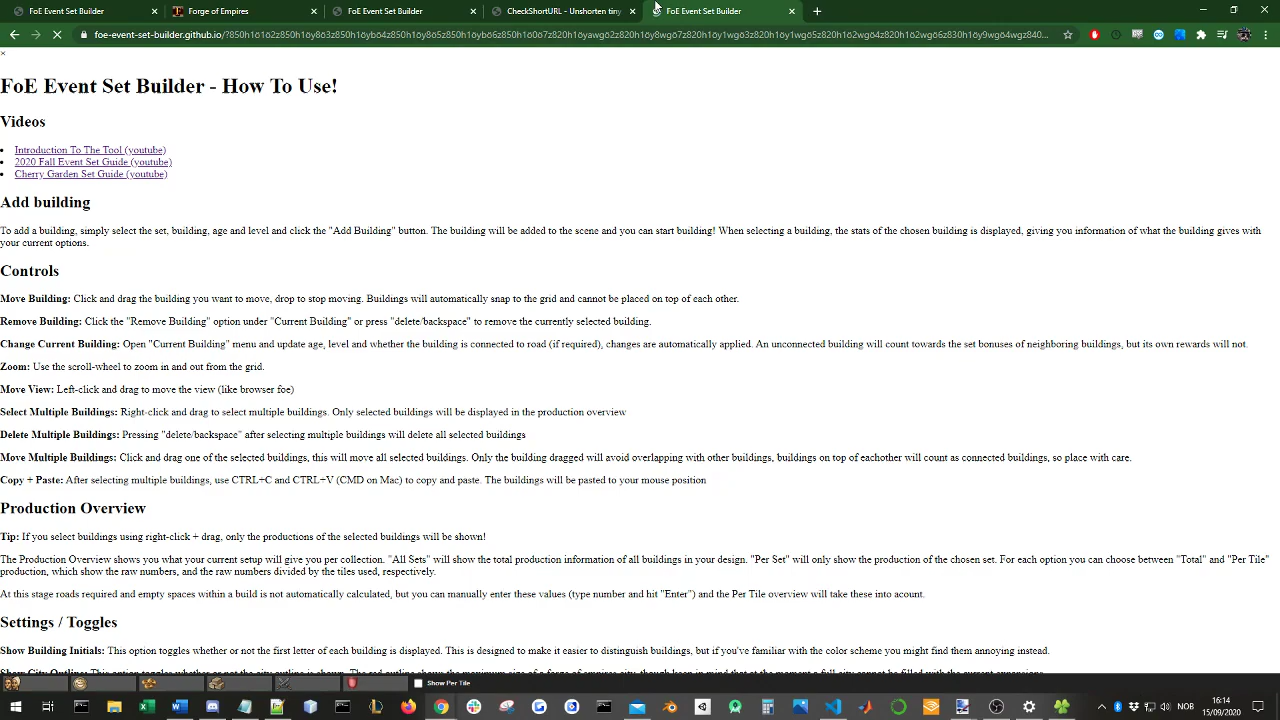 FoE Event Set Builder
Forge of Empires
FoE Event Set Builder
CheckShortURL - Unshorten tiny
FoE Event Set Builder
FoE Event Set Builder - How To Use!
Videos
Introduction To The Tool (youtube)
2020 Fall Event Set Guide (youtube)
Cherry Garden Set Guide (youtube)
Add building
To add a building, simply select the set, building, age and level and click the "Add Building" button. The building will be added to the scene and you can start building! When selecting a building, the stats of the chosen building is displayed, giving you information of what the building gives with
your current options.
Controls
Move Building: Click and drag the building you want to move, drop to stop moving. Buildings will automatically snap to the grid and cannot be placed on top of each other.
Remove Building: Click the "Remove Building" option under "Current Building" or press "delete/backspace" to remove the currently selected building.
Change Current Building: Open "Current Building" menu and update age, level and whether the building is connected to road (if required), changes are automatically applied. An unconnected building will count towards the set bonuses of neighboring buildings, but its own rewards will not.
Zoom: Use the scroll-wheel to zoom in and out from the grid.
Move View: Left-click and drag to move the view (like browser foe)
Select Multiple Buildings: Right-click and drag to select multiple buildings. Only selected buildings will be displayed in the production overview
Delete Multiple Buildings: Pressing "delete/backspace" after selecting multiple buildings will delete all selected buildings
Move Multiple Buildings: Click and drag one of the selected buildings, this will move all selected buildings. Only the building dragged will avoid overlapping with other buildings, buildings on top of eachother will count as connected buildings, so place with care.
Copy + Paste: After selecting multiple buildings, use CTRL+C and CTRL+V (CMD on Mac) to copy and paste. The buildings will be pasted to your mouse position
Production Overview
Tip: If you select buildings using right-click + drag, only the productions of the selected buildings will be shown!
The Production Overview shows you what your current setup will give you per collection. "All Sets" will show the total production information of all buildings in your design. "Per Set" will only show the production of the chosen set. For each option you can choose between "Total" and "Per Tile"
production, which show the raw numbers, and the raw numbers divided by the tiles used, respectively.
At this stage roads required and empty spaces within a build is not automatically calculated, but you can manually enter these values (type number and hit "Enter") and the Per Tile overview will take these into acount.
Settings / Toggles
Show Building Initials: This option toggles whether or not the first letter of each building is displayed. This is designed to make it easier to distinguish buildings, but if you've familiar with the color scheme you might find them annoying instead.
Show Per Tile
NOB
16:14
15/09/2020